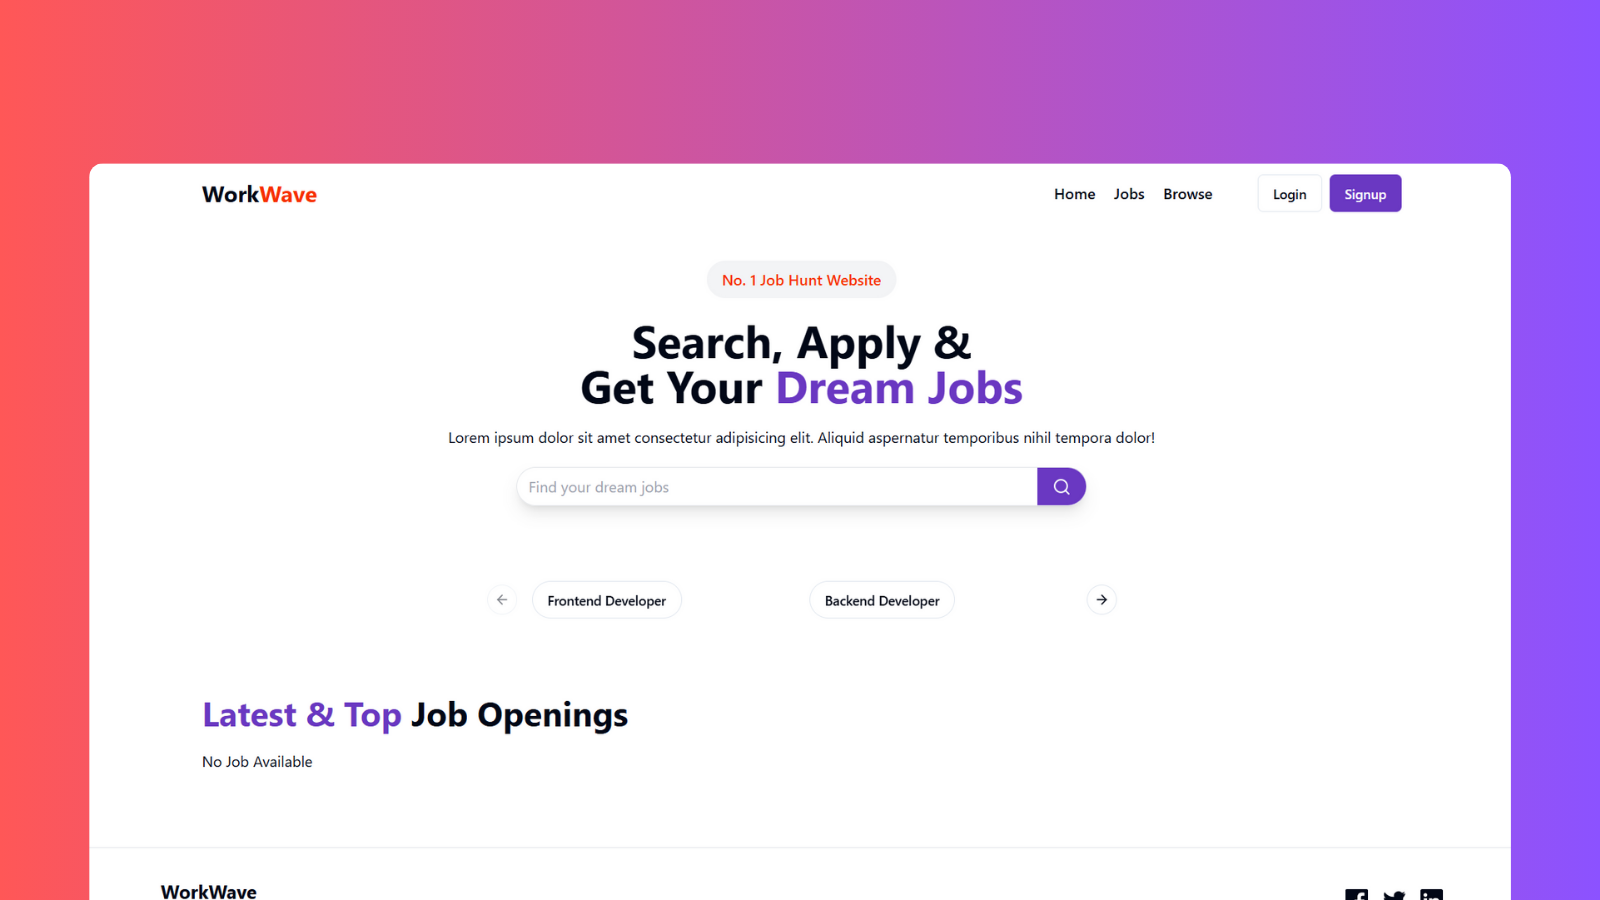 WorkWave
Home Jobs Browse Login Signup
No. 1 Job Hunt Website
Search, Apply &
Get Your Dream Jobs
Lorem ipsum dolor sit amet consectetur adipisicing elit. Aliquid aspernatur temporibus nihil tempora dolor!
Find your dream jobs
Frontend Developer Backend Developer
Latest & Top Job Openings
No Job Available
WorkWave